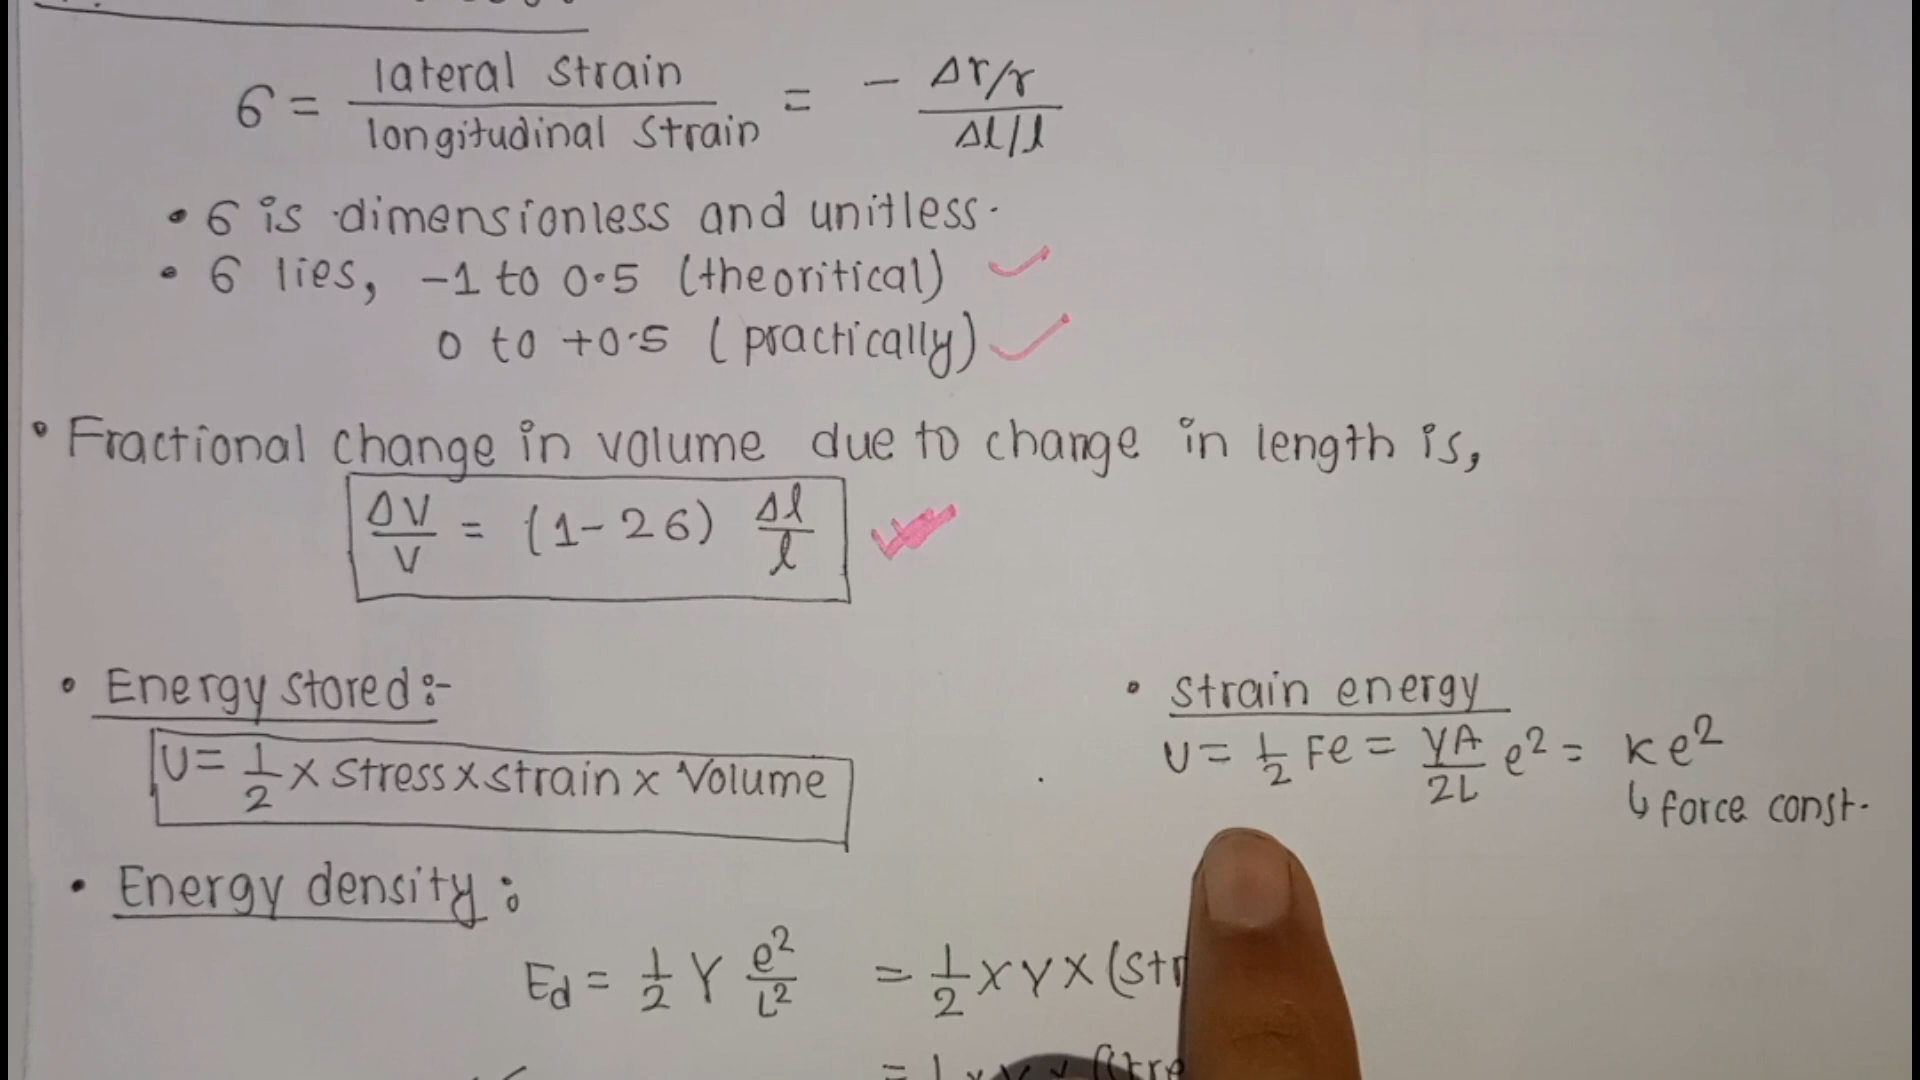 6 = lateral strain / longitudinal strain = - Δr/r / Δl/l
• 6 is dimensionless and unitless.
• 6 lies, -1 to 0.5 (theoritical)
0 to +0.5 (practically)
• Fractional change in volume due to change in length is,
ΔV/V = (1-26) Δl/l
• Energy stored :-
U = 1/2 x stress x strain x Volume
• strain energy
U = 1/2 Fe = YA/2L e² = ke²
↳ force const.
• Energy density :
Ed = 1/2 Y e²/L² = 1/2 x Y x (str